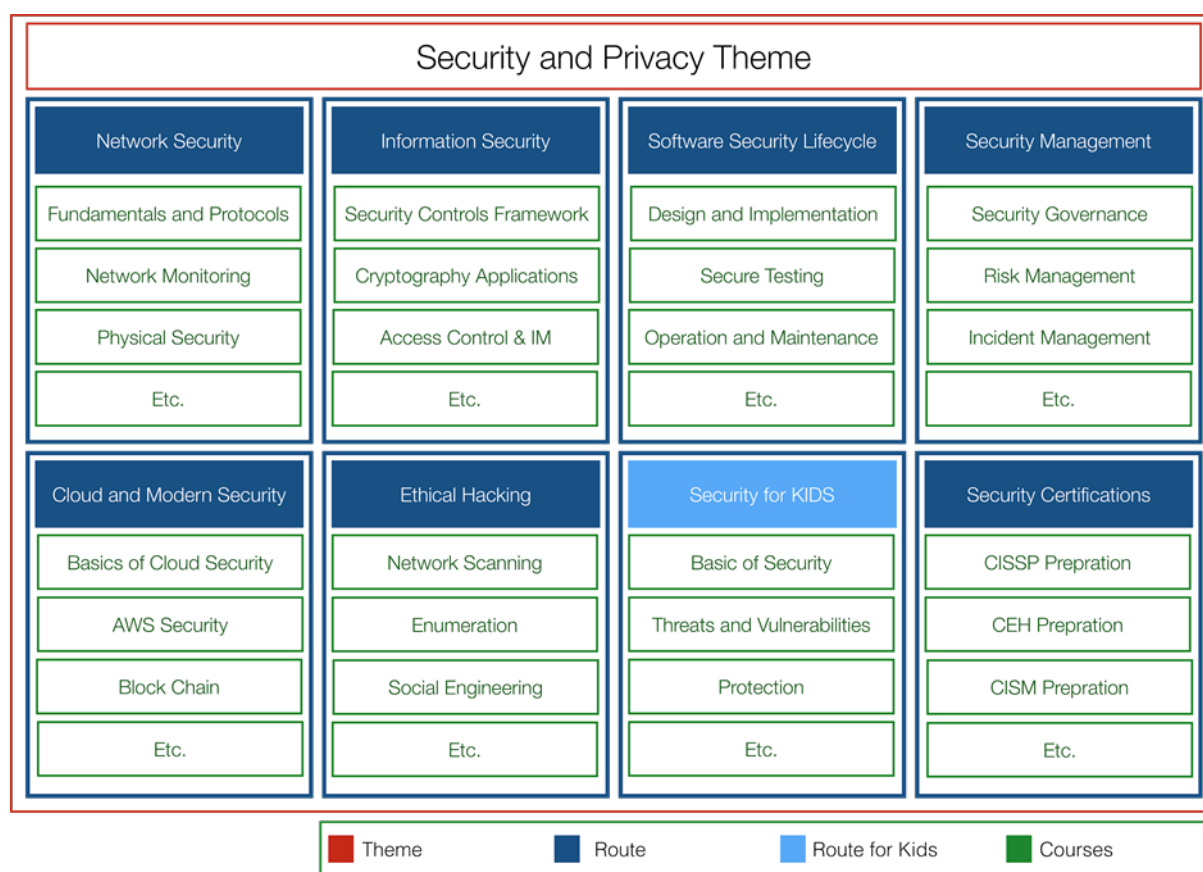 Security and Privacy Theme
Network Security
Fundamentals and Protocols
Network Monitoring
Physical Security
Etc.
Information Security
Security Controls Framework
Cryptography Applications
Access Control & IM
Etc.
Software Security Lifecycle
Design and Implementation
Secure Testing
Operation and Maintenance
Etc.
Security Management
Security Governance
Risk Management
Incident Management
Etc.
Cloud and Modern Security
Basics of Cloud Security
AWS Security
Block Chain
Etc.
Ethical Hacking
Network Scanning
Enumeration
Social Engineering
Etc.
Security for KIDS
Basic of Security
Threats and Vulnerabilities
Protection
Etc.
Security Certifications
CISSP Prepration
CEH Prepration
CISM Prepration
Etc.
Theme
Route
Route for Kids
Courses